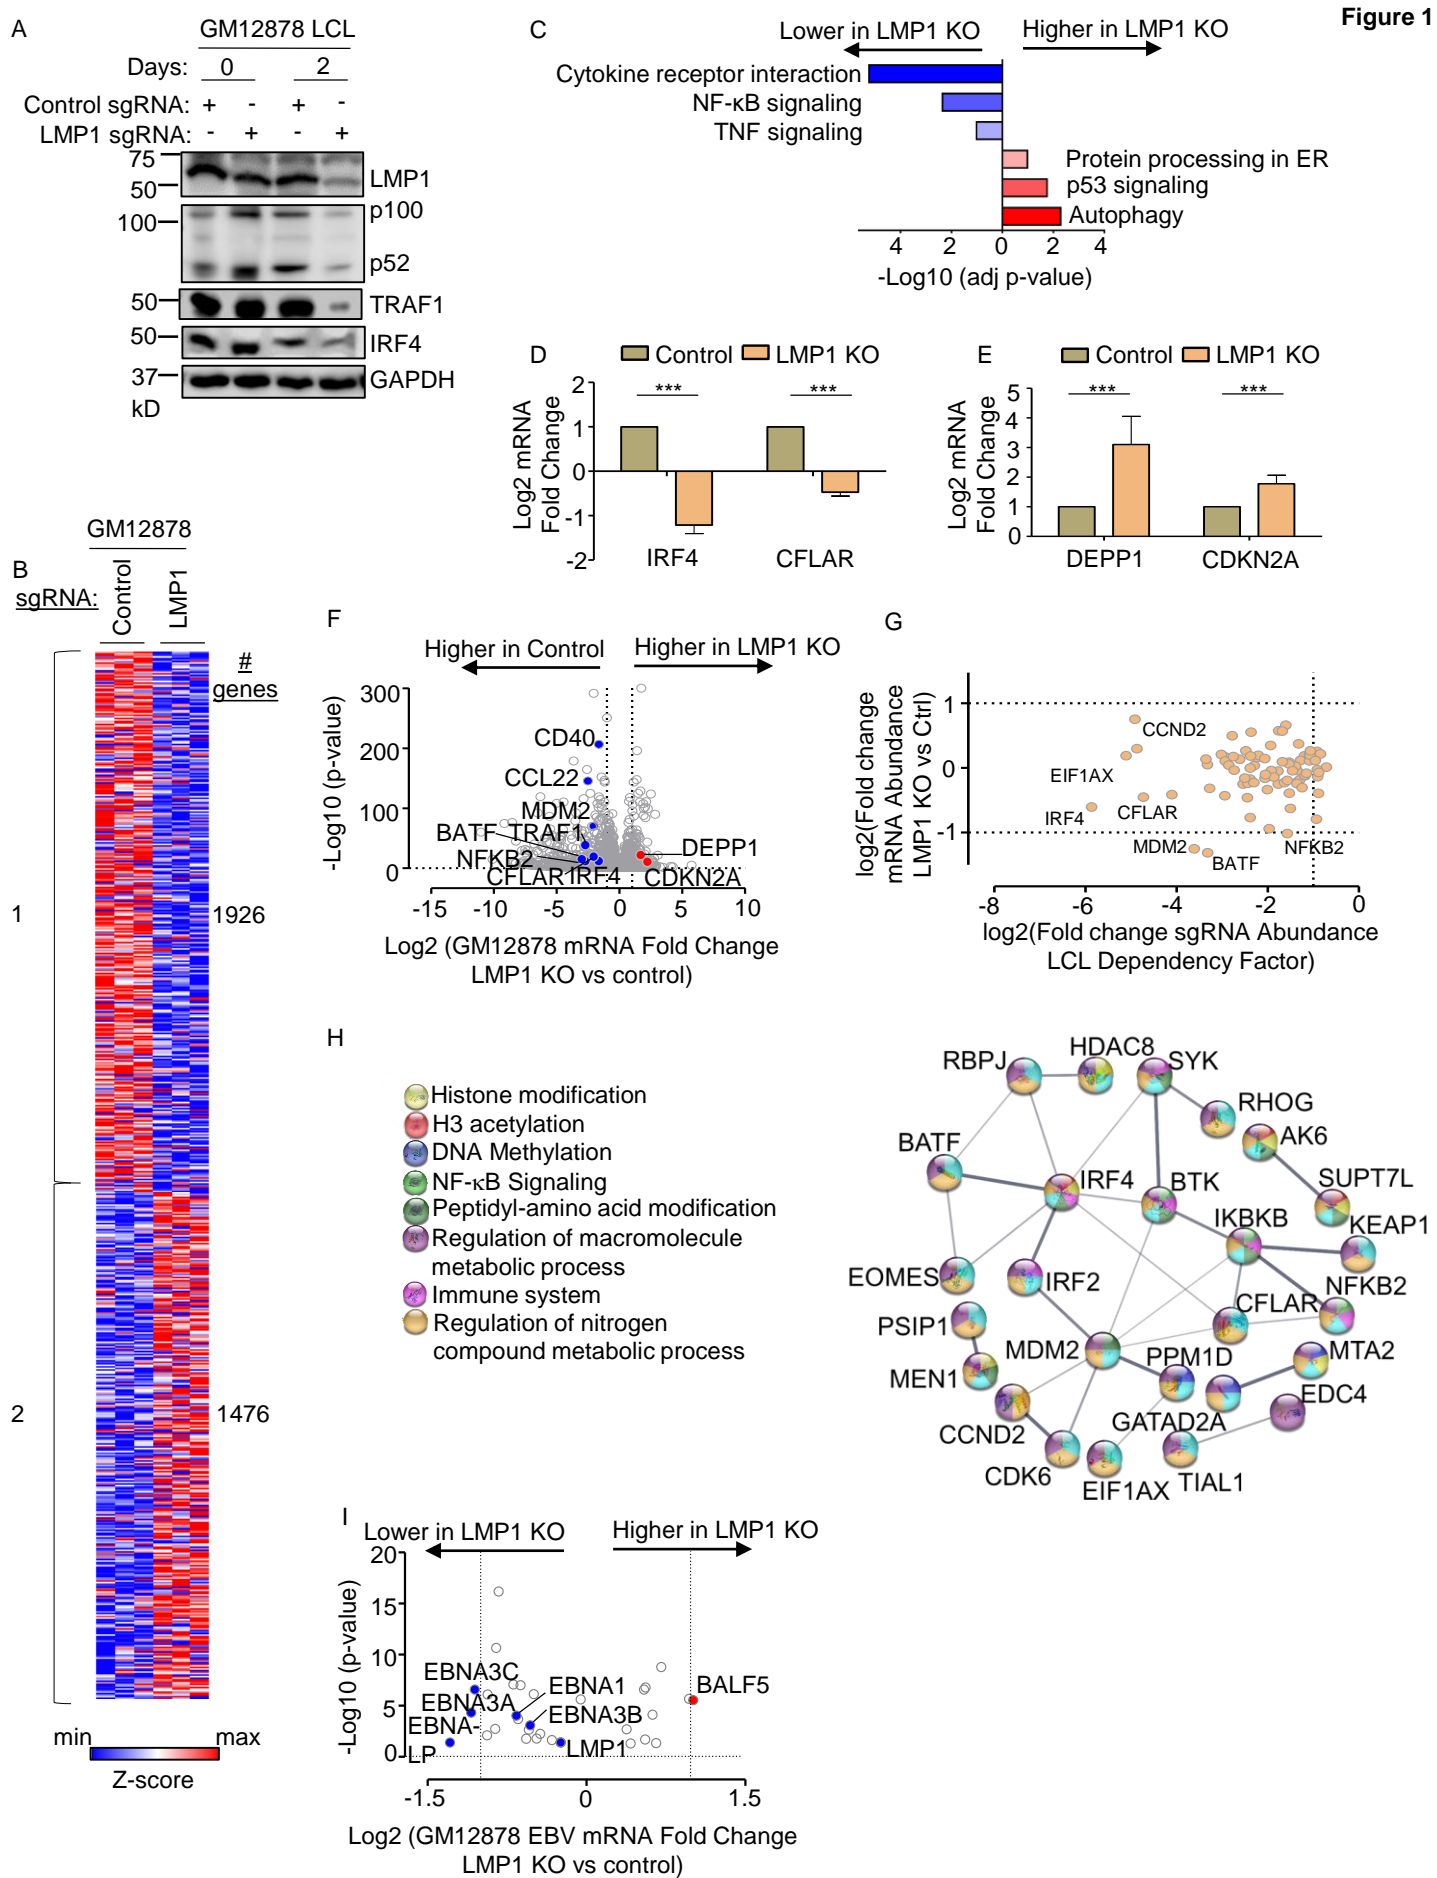 Figure 1
A
GM12878 LCL
Days: 0 2
Control sgRNA: + - + -
LMP1 sgRNA: - + - +
75
50
LMP1
100
p100
p52
50
TRAF1
50
IRF4
37
GAPDH
kD
B
GM12878
sgRNA:
Control
LMP1
#
genes
1
1926
2
1476
min
max
Z-score
C
Lower in LMP1 KO
Higher in LMP1 KO
Cytokine receptor interaction
NF-κB signaling
TNF signaling
Protein processing in ER
p53 signaling
Autophagy
4 2 0 2 4
-Log10 (adj p-value)
D
Control LMP1 KO
Log2 mRNA
Fold Change
2
1
0
-1
-2
***
***
IRF4
CFLAR
E
Control LMP1 KO
Log2 mRNA
Fold Change
5
4
3
2
1
0
***
***
DEPP1
CDKN2A
F
Higher in Control
Higher in LMP1 KO
-Log10 (p-value)
300
200
100
0
CD40
CCL22
MDM2
BATF TRAF1
NFKB2
CFLAR IRF4
DEPP1
CDKN2A
-15 -10 -5 0 5 10
Log2 (GM12878 mRNA Fold Change
LMP1 KO vs control)
G
log2(Fold change
mRNA Abundance
LMP1 KO vs Ctrl)
1
0
-1
CCND2
EIF1AX
IRF4
CFLAR
MDM2
BATF
NFKB2
-8 -6 -4 -2 0
log2(Fold change sgRNA Abundance
LCL Dependency Factor)
H
Histone modification
H3 acetylation
DNA Methylation
NF-κB Signaling
Peptidyl-amino acid modification
Regulation of macromolecule
metabolic process
Immune system
Regulation of nitrogen
compound metabolic process
RBPJ
HDAC8
SYK
RHOG
AK6
BATF
IRF4
BTK
SUPT7L
IKBKB
KEAP1
EOMES
IRF2
NFKB2
CFLAR
PSIP1
MDM2
PPM1D
MTA2
MEN1
EDC4
CCND2
GATAD2A
CDK6
EIF1AX
TIAL1
I
Lower in LMP1 KO
Higher in LMP1 KO
-Log10 (p-value)
20
15
10
5
0
EBNA3C
EBNA3A
EBNA-
LP
EBNA1
EBNA3B
LMP1
BALF5
-1.5 0 1.5
Log2 (GM12878 EBV mRNA Fold Change
LMP1 KO vs control)